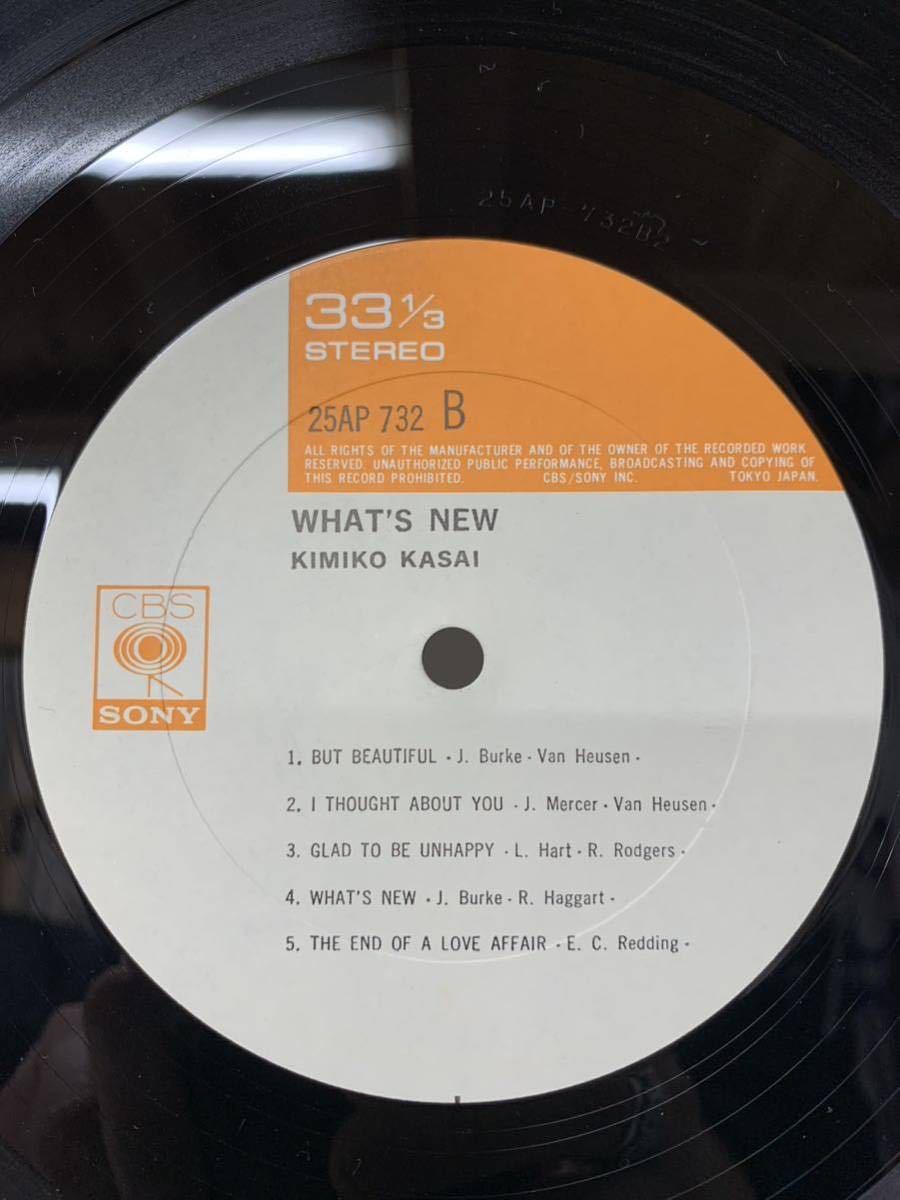 25AP 732B2
33 1/3
STEREO
25AP 732 B
ALL RIGHTS OF THE MANUFACTURER AND OF THE OWNER OF THE RECORDED WORK
RESERVED. UNAUTHORIZED PUBLIC PERFORMANCE, BROADCASTING AND COPYING OF
THIS RECORD PROHIBITED. CBS/SONY INC. TOKYO JAPAN.
WHAT'S NEW
KIMIKO KASAI
CBS
SONY
1. BUT BEAUTIFUL · J. Burke · Van Heusen ·
2. I THOUGHT ABOUT YOU · J. Mercer · Van Heusen ·
3. GLAD TO BE UNHAPPY · L. Hart · R. Rodgers ·
4. WHAT'S NEW · J. Burke · R. Haggart ·
5. THE END OF A LOVE AFFAIR · E. C. Redding ·